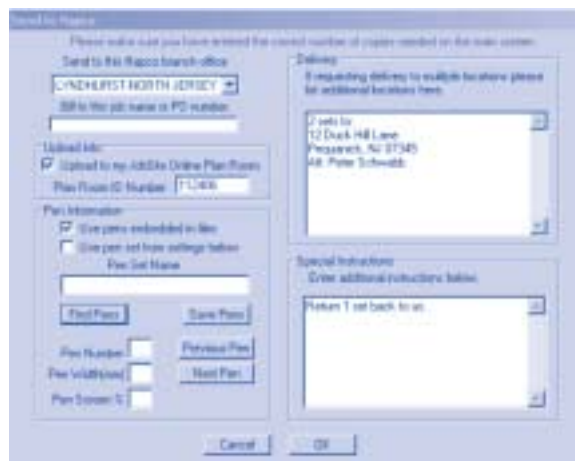 Send to Napco
Please make sure you have entered the correct number of copies needed on the main screen
Send to this Napco branch office
LYNDHURST NORTH JERSEY
Bill to this job name or PO number
Upload Info
Upload to my JobSite Online Plan Room
Plan Room ID Number 112406
Pen Information
Use pens embedded in files
Use pen set from settings below
Pen Set Name
Find Pens
Save Pens
Pen Number
Previous Pen
Pen Width(mm)
Next Pen
Pen Screen %
Delivery
If requesting delivery to multiple locations please
list additional locations here.
2 sets to:
12 Duck Hill Lane
Pequanock, NJ 07345
Att: Peter Schwabb
Special Instructions
Enter additional instructions below.
Return 1 set back to us
Cancel
OK